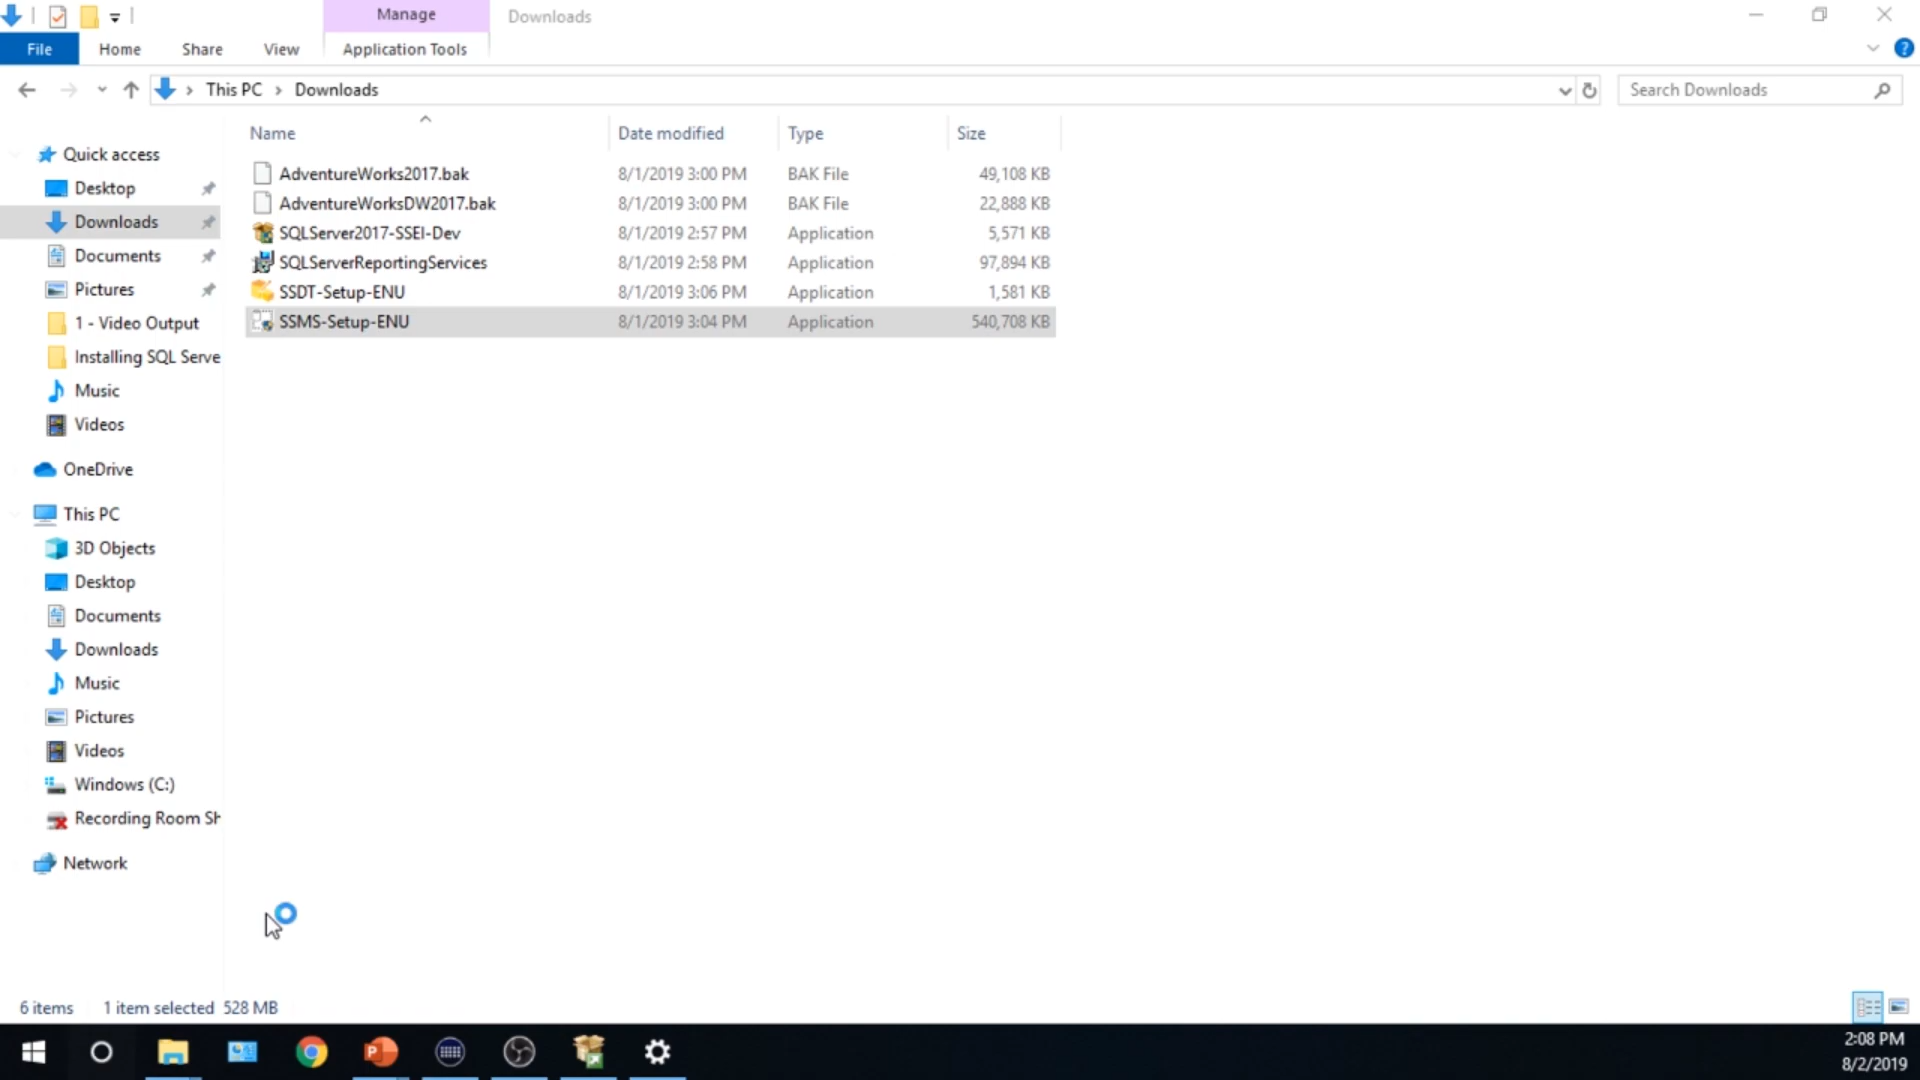 Manage Downloads
File Home Share View Application Tools
This PC Downloads Search Downloads
Name Date modified Type Size
Quick access
Desktop
Downloads
Documents
Pictures
1 - Video Output
Installing SQL Serve
Music
Videos
OneDrive
This PC
3D Objects
Desktop
Documents
Downloads
Music
Pictures
Videos
Windows (C:)
Recording Room Sh
Network
AdventureWorks2017.bak 8/1/2019 3:00 PM BAK File 49,108 KB
AdventureWorksDW2017.bak 8/1/2019 3:00 PM BAK File 22,888 KB
SQLServer2017-SSEI-Dev 8/1/2019 2:57 PM Application 5,571 KB
SQLServerReportingServices 8/1/2019 2:58 PM Application 97,894 KB
SSDT-Setup-ENU 8/1/2019 3:06 PM Application 1,581 KB
SSMS-Setup-ENU 8/1/2019 3:04 PM Application 540,708 KB
6 items 1 item selected 528 MB
2:08 PM
8/2/2019